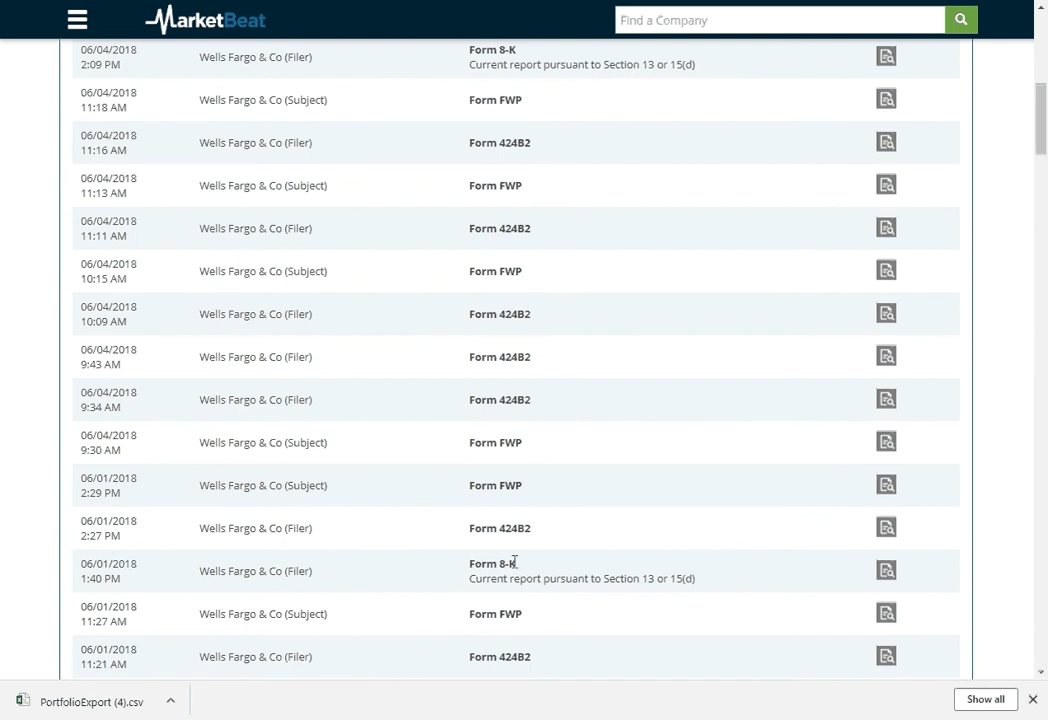 MarketBeat
Find a Company
06/04/2018
2:09 PM
Wells Fargo & Co (Filer)
Form 8-K
Current report pursuant to Section 13 or 15(d)
06/04/2018
11:18 AM
Wells Fargo & Co (Subject)
Form FWP
06/04/2018
11:16 AM
Wells Fargo & Co (Filer)
Form 424B2
06/04/2018
11:13 AM
Wells Fargo & Co (Subject)
Form FWP
06/04/2018
11:11 AM
Wells Fargo & Co (Filer)
Form 424B2
06/04/2018
10:15 AM
Wells Fargo & Co (Subject)
Form FWP
06/04/2018
10:09 AM
Wells Fargo & Co (Filer)
Form 424B2
06/04/2018
9:43 AM
Wells Fargo & Co (Filer)
Form 424B2
06/04/2018
9:34 AM
Wells Fargo & Co (Filer)
Form 424B2
06/04/2018
9:30 AM
Wells Fargo & Co (Subject)
Form FWP
06/01/2018
2:29 PM
Wells Fargo & Co (Subject)
Form FWP
06/01/2018
2:27 PM
Wells Fargo & Co (Filer)
Form 424B2
06/01/2018
1:40 PM
Wells Fargo & Co (Filer)
Form 8-K
Current report pursuant to Section 13 or 15(d)
06/01/2018
11:27 AM
Wells Fargo & Co (Subject)
Form FWP
06/01/2018
11:21 AM
Wells Fargo & Co (Filer)
Form 424B2
PortfolioExport (4).csv
Show all